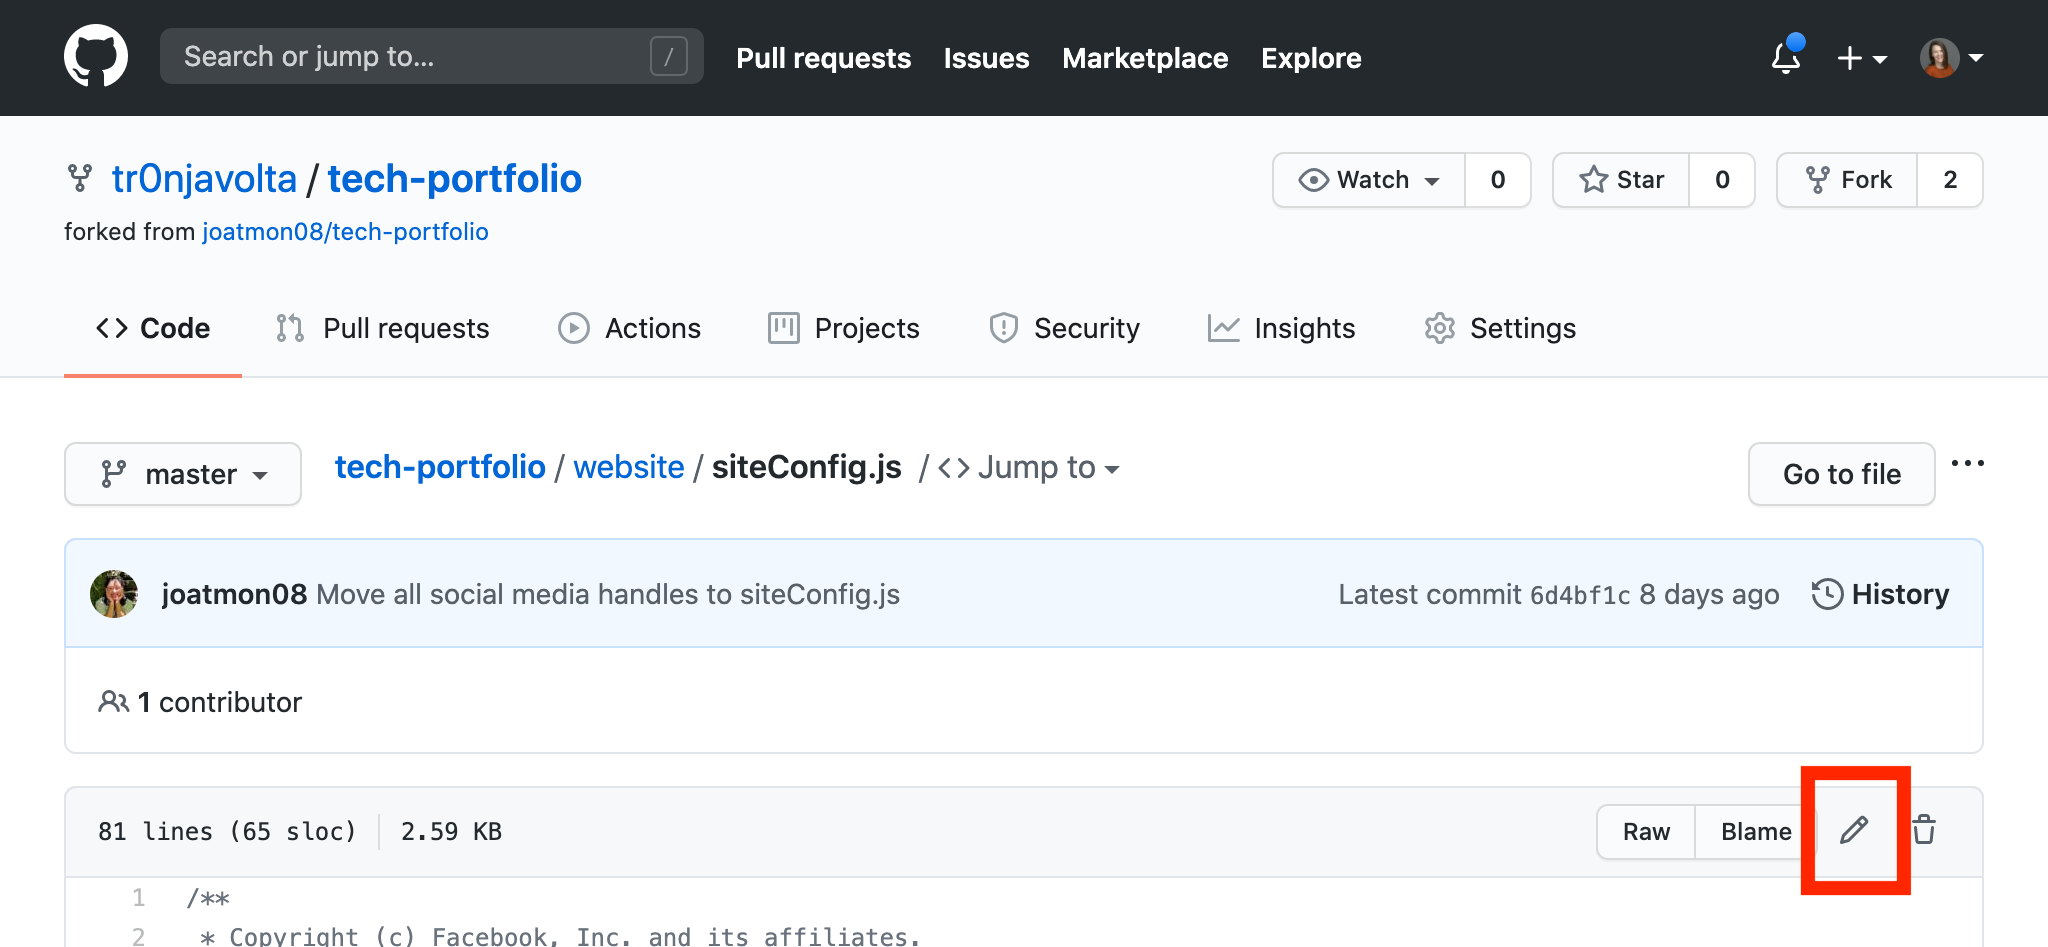 Search or jump to... /
Pull requests Issues Marketplace Explore
tr0njavolta / tech-portfolio
Watch 0 Star 0 Fork 2
forked from joatmon08/tech-portfolio
Code Pull requests Actions Projects Security Insights Settings
master tech-portfolio / website / siteConfig.js / <> Jump to Go to file ...
joatmon08 Move all social media handles to siteConfig.js Latest commit 6d4bf1c 8 days ago History
1 contributor
81 lines (65 sloc) 2.59 KB Raw Blame
1 /**
2 * Copyright (c) Facebook, Inc. and its affiliates.